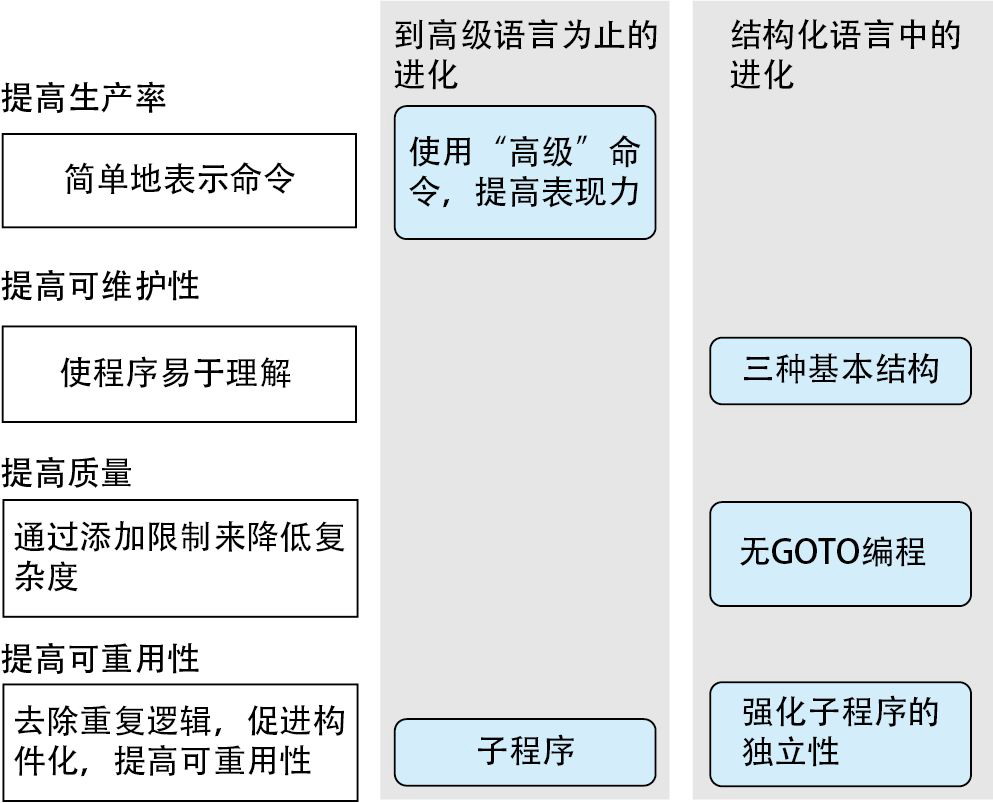 到高级语言为止的
进化
结构化语言中的
进化
提高生产率
简单地表示命令
使用“高级”命
令，提高表现力
提高可维护性
使程序易于理解
三种基本结构
提高质量
通过添加限制来降低复
杂度
无GOTO编程
提高可重用性
去除重复逻辑，促进构
件化，提高可重用性
子程序
强化子程序的
独立性